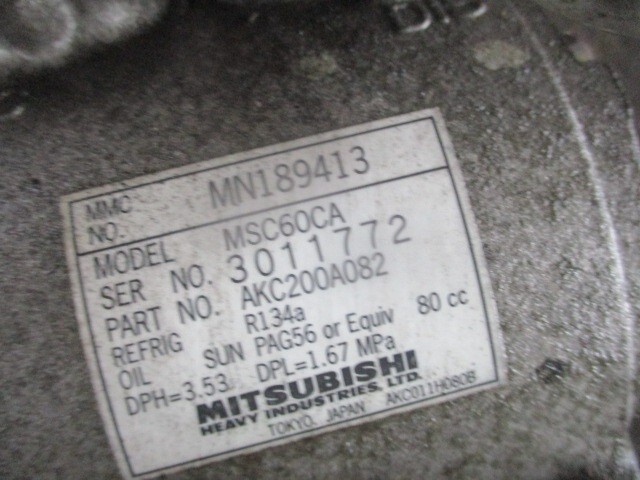 DIS
MMC NO. MN189413
MODEL MSC60CA
SER NO. 3011772
PART NO. AKC200A082
REFRIG R134a
OIL SUN PAG56 or Equiv 80 cc
DPH=3.53 DPL=1.67 MPa
MITSUBISHI
HEAVY INDUSTRIES, LTD.
TOKYO, JAPAN AKC011H080B